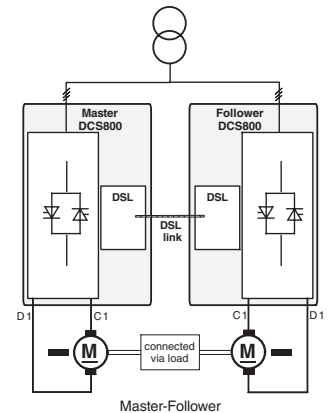 Master
DCS800
Follower
DCS800
DSL
DSL
DSL
link
D1
C1
C1
D1
M
connected
via load
M
Master-Follower